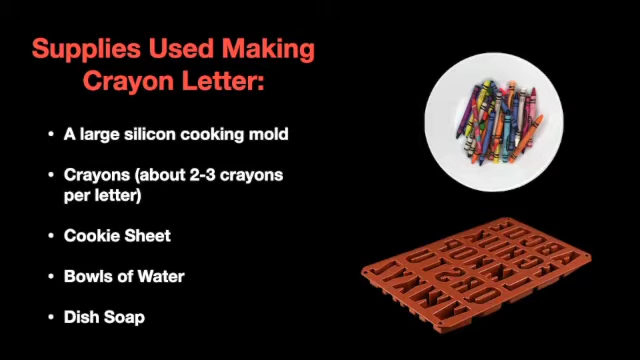 Supplies Used Making
Crayon Letter:
• A large silicon cooking mold
• Crayons (about 2-3 crayons
per letter)
• Cookie Sheet
• Bowls of Water
• Dish Soap